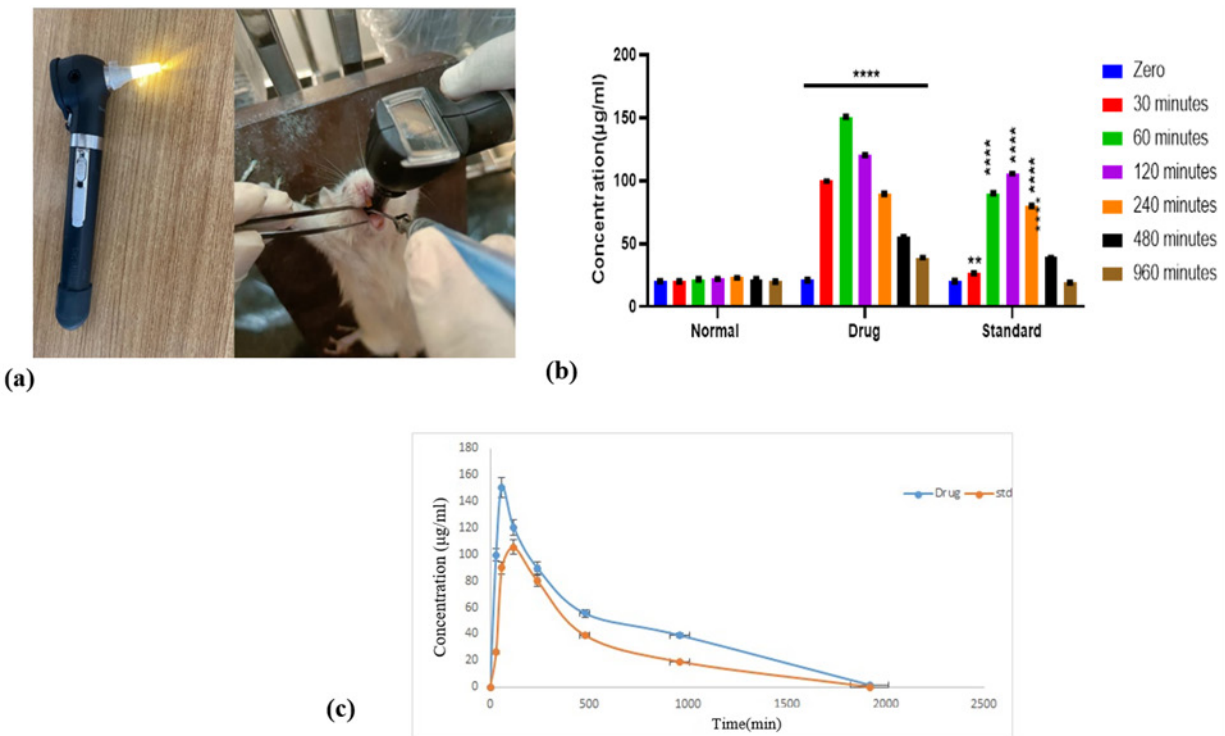 (a)
(b)
200
150
100
50
0
Concentration(µg/ml)
****
**
****
****
****
****
Normal
Drug
Standard
Zero
30 minutes
60 minutes
120 minutes
240 minutes
480 minutes
960 minutes
(c)
180
160
140
120
100
80
60
40
20
0
Concentration (µg/ml)
Drug
std
0
500
1000
1500
2000
2500
Time(min)